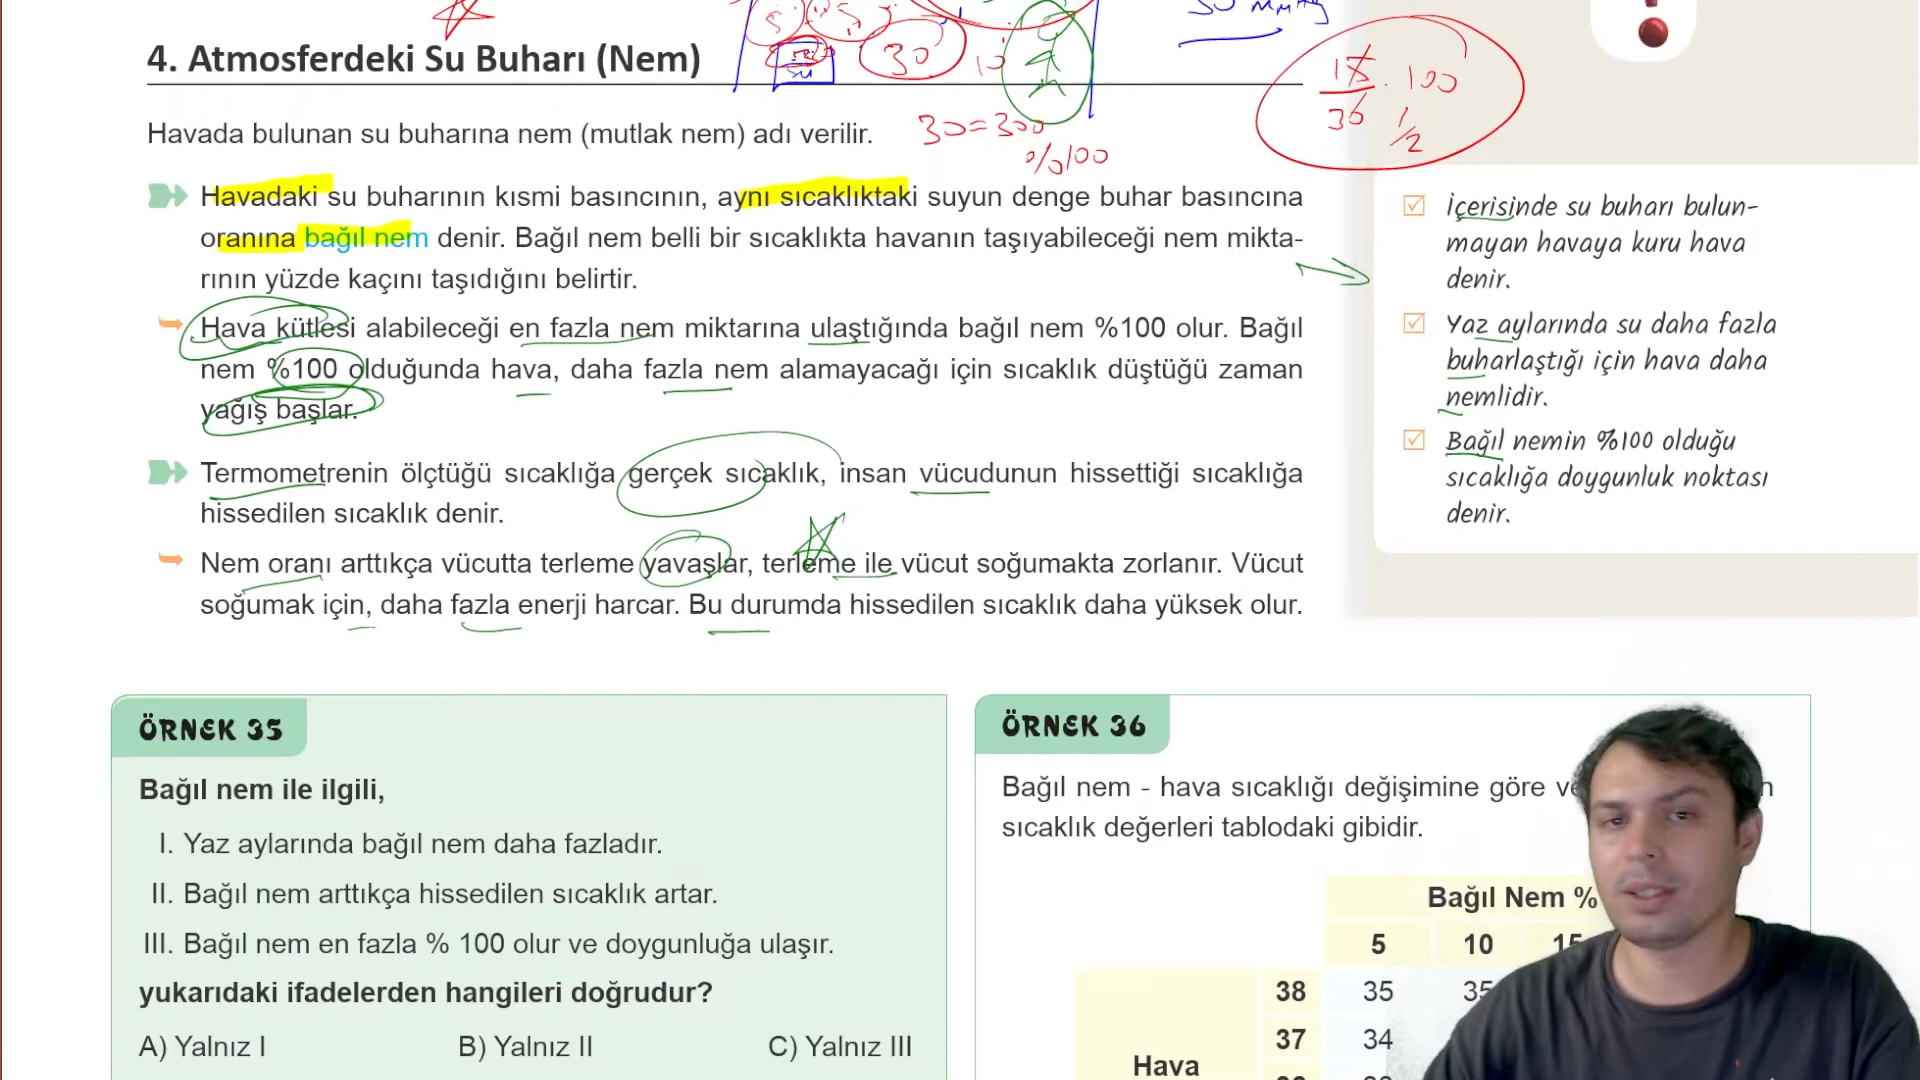 4. Atmosferdeki Su Buharı (Nem)
su
30
10
30=300
%100
18/36 . 100
1/2
Havada bulunan su buharına nem (mutlak nem) adı verilir.
Havadaki su buharının kısmi basıncının, aynı sıcaklıktaki suyun denge buhar basıncına
oranına bağıl nem denir. Bağıl nem belli bir sıcaklıkta havanın taşıyabileceği nem mikta-
rının yüzde kaçını taşıdığını belirtir.
Hava kütlesi alabileceği en fazla nem miktarına ulaştığında bağıl nem %100 olur. Bağıl
nem %100 olduğunda hava, daha fazla nem alamayacağı için sıcaklık düştüğü zaman
yağış başlar.
Termometrenin ölçtüğü sıcaklığa gerçek sıcaklık, insan vücudunun hissettiği sıcaklığa
hissedilen sıcaklık denir.
Nem oranı arttıkça vücutta terleme yavaşlar, terleme ile vücut soğumakta zorlanır. Vücut
soğumak için, daha fazla enerji harcar. Bu durumda hissedilen sıcaklık daha yüksek olur.
İçerisinde su buharı bulun-
mayan havaya kuru hava
denir.
Yaz aylarında su daha fazla
buharlaştığı için hava daha
nemlidir.
Bağıl nemin %100 olduğu
sıcaklığa doygunluk noktası
denir.
ÖRNEK 35
Bağıl nem ile ilgili,
I. Yaz aylarında bağıl nem daha fazladır.
II. Bağıl nem arttıkça hissedilen sıcaklık artar.
III. Bağıl nem en fazla % 100 olur ve doygunluğa ulaşır.
yukarıdaki ifadelerden hangileri doğrudur?
A) Yalnız I B) Yalnız II C) Yalnız III
ÖRNEK 36
Bağıl nem - hava sıcaklığı değişimine göre
sıcaklık değerleri tablodaki gibidir.
Bağıl Nem %
5 10 15
38 35 35
37 34
Hava